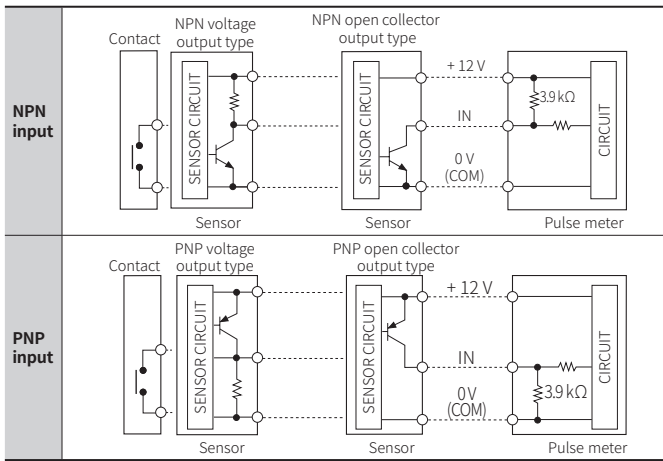 NPN input
Contact
NPN voltage
output type
NPN open collector
output type
SENSOR CIRCUIT
SENSOR CIRCUIT
+ 12 V
IN
0 V
(COM)
3.9 kΩ
CIRCUIT
Sensor
Sensor
Pulse meter
PNP input
Contact
PNP voltage
output type
PNP open collector
output type
SENSOR CIRCUIT
SENSOR CIRCUIT
+ 12 V
IN
0 V
(COM)
3.9 kΩ
CIRCUIT
Sensor
Sensor
Pulse meter